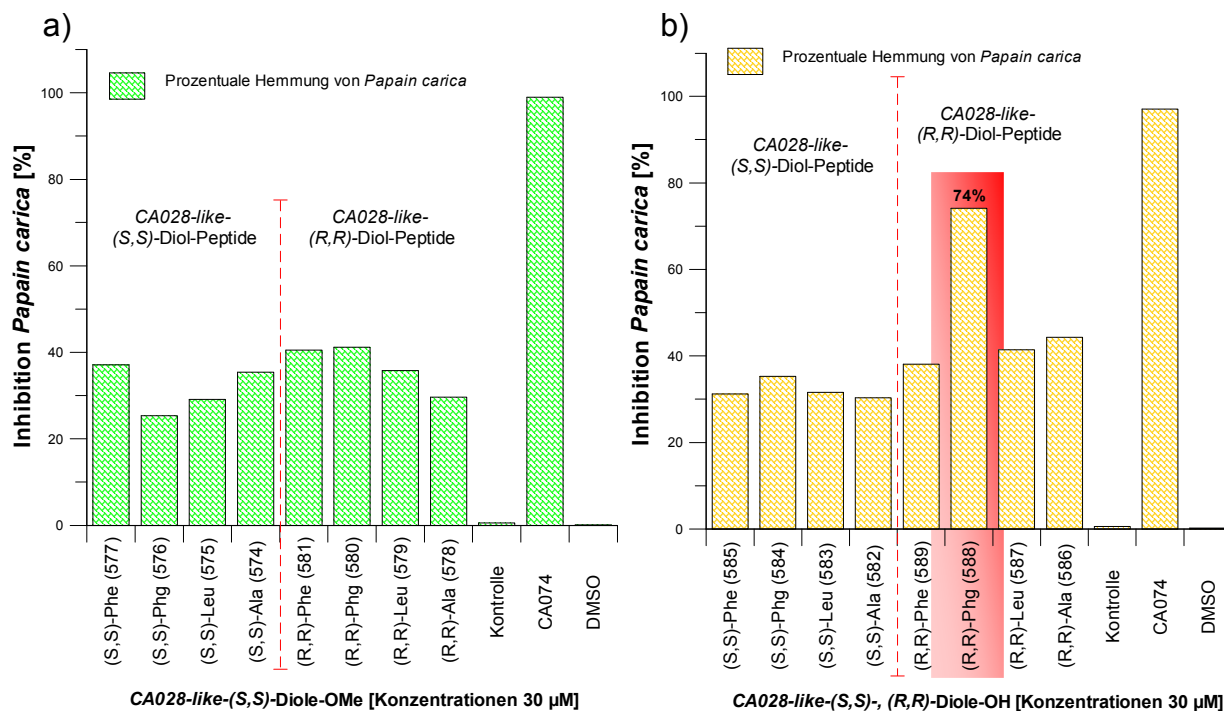 a)
Prozentuale Hemmung von Papain carica
100
80
60
40
20
0
Inhibition Papain carica [%]
CA028-like-
(S,S)-Diol-Peptide
CA028-like-
(R,R)-Diol-Peptide
(S,S)-Phe (577)
(S,S)-Phg (576)
(S,S)-Leu (575)
(S,S)-Ala (574)
(R,R)-Phe (581)
(R,R)-Phg (580)
(R,R)-Leu (579)
(R,R)-Ala (578)
Kontrolle
CA074
DMSO
CA028-like-(S,S)-Diole-OMe [Konzentrationen 30 µM]
b)
Prozentuale Hemmung von Papain carica
100
80
60
40
20
0
Inhibition Papain carica [%]
CA028-like-
(S,S)-Diol-Peptide
CA028-like-
(R,R)-Diol-Peptide
74%
(S,S)-Phe (585)
(S,S)-Phg (584)
(S,S)-Leu (583)
(S,S)-Ala (582)
(R,R)-Phe (589)
(R,R)-Phg (588)
(R,R)-Leu (587)
(R,R)-Ala (586)
Kontrolle
CA074
DMSO
CA028-like-(S,S)-, (R,R)-Diole-OH [Konzentrationen 30 µM]